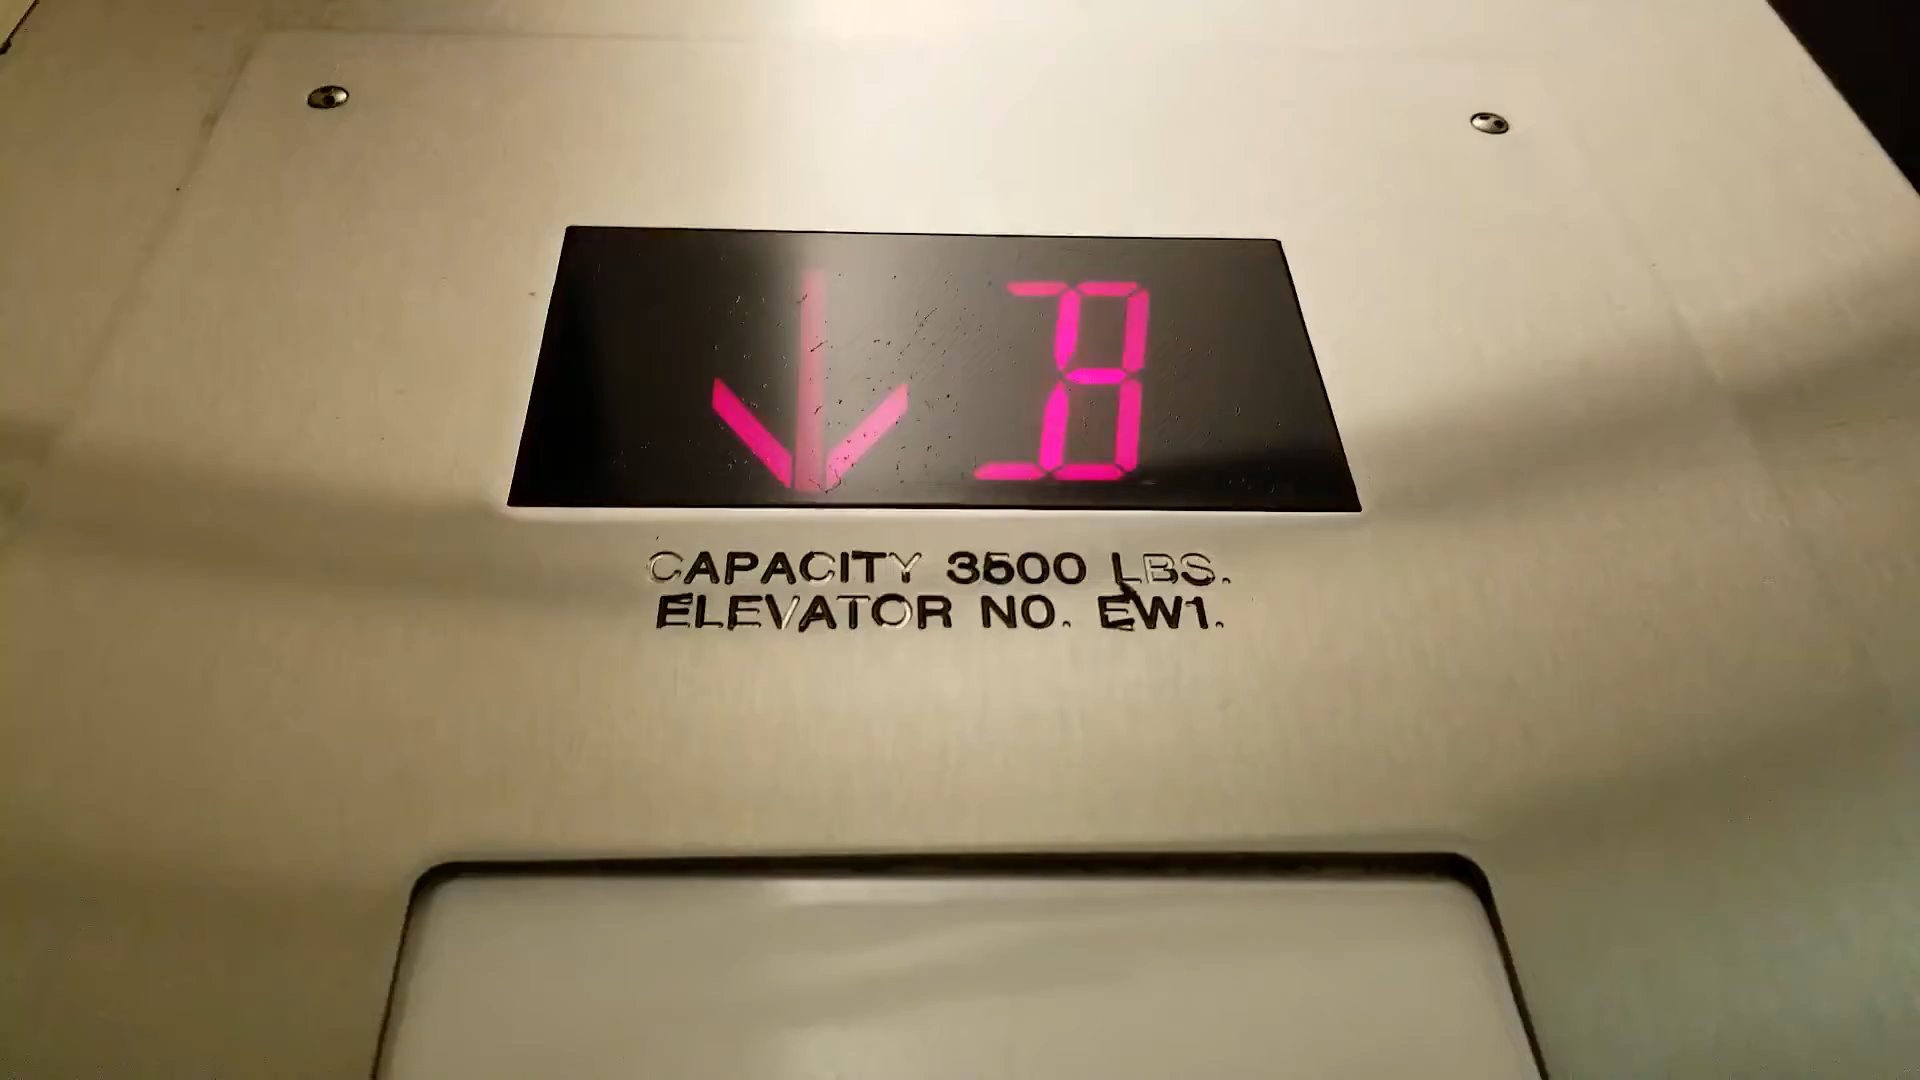 ↓ B
CAPACITY 3500 LBS.
ELEVATOR NO. EW1.